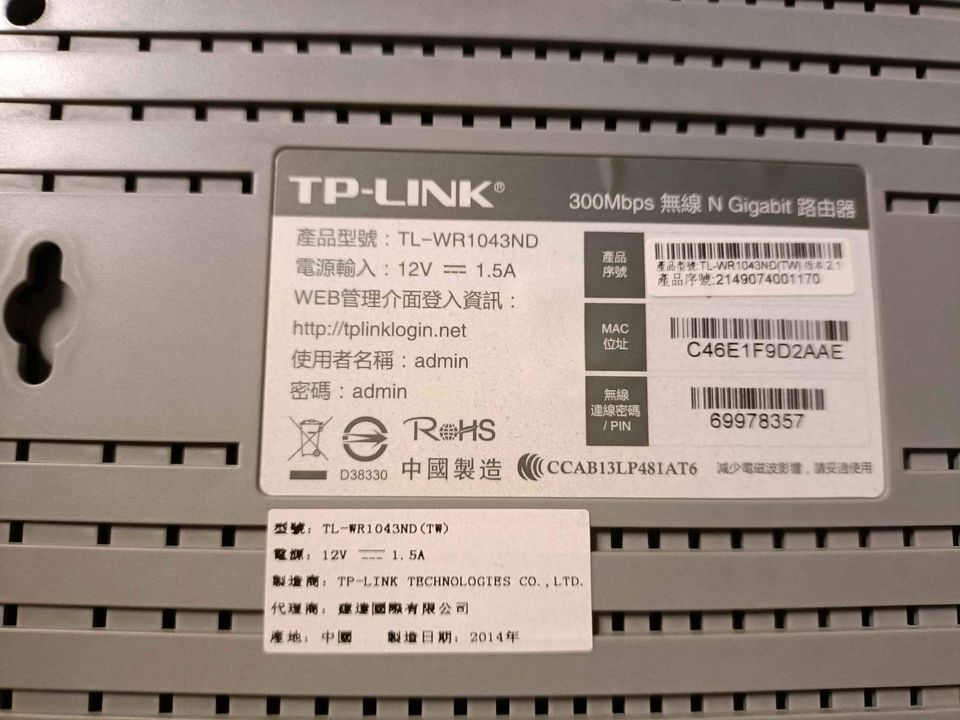 TP-LINK®
300Mbps 無線 N Gigabit 路由器
產品型號：TL-WR1043ND
電源輸入：12V ⎓ 1.5A
WEB管理介面登入資訊：
http://tplinklogin.net
使用者名稱：admin
密碼：admin
D38330
RoHS
中國製造
CCAB13LP481AT6
減少電磁波影響，請妥適使用
產品
序號
產品型號:TL-WR1043ND(TW) 版本:2.1
產品序號:2149074001170
MAC
位址
C46E1F9D2AAE
無線
連線密碼
/ PIN
69978357
型號: TL-WR1043ND(TW)
電源: 12V ⎓ 1.5A
製造商: TP-LINK TECHNOLOGIES CO.,LTD.
代理商: 建達國際有限公司
產地: 中國 製造日期: 2014年